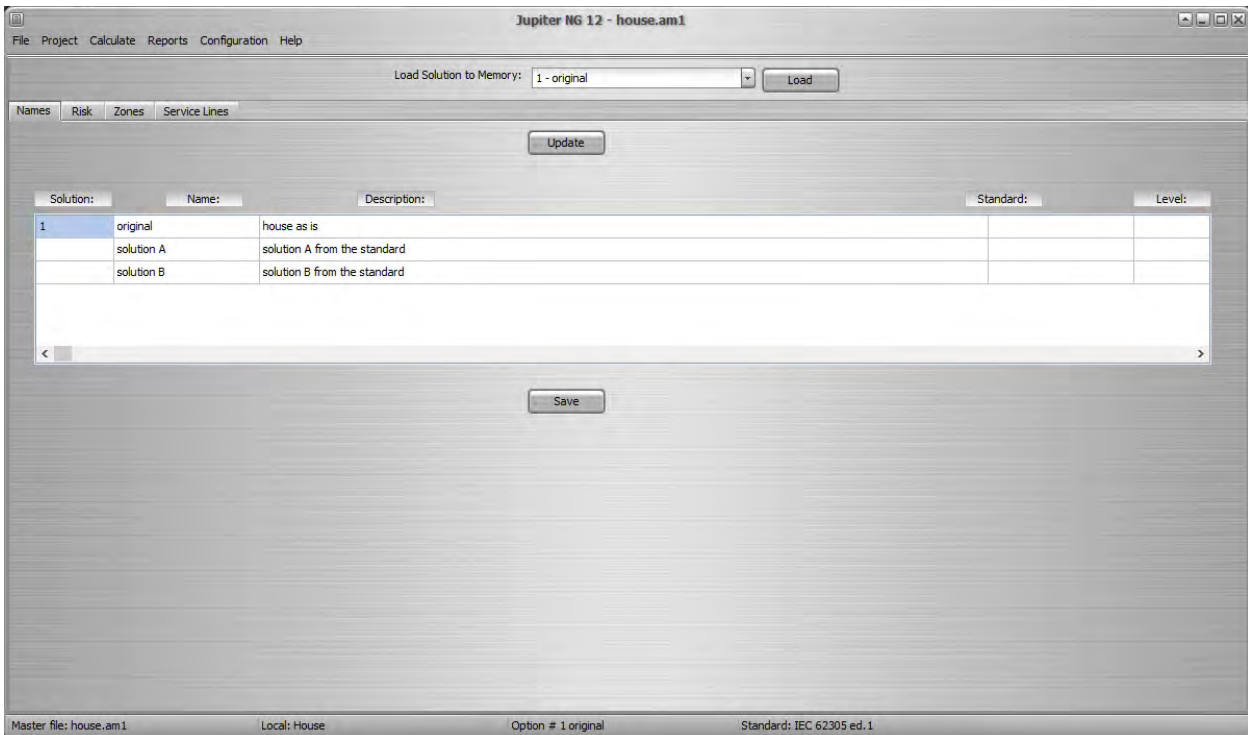 Jupiter NG 12 - house.am1
File Project Calculate Reports Configuration Help
Load Solution to Memory: 1 - original Load
Names Risk Zones Service Lines
Update
Solution: Name: Description: Standard: Level:
1 original house as is
solution A solution A from the standard
solution B solution B from the standard
Save
Master file: house.am1 Local: House Option # 1 original Standard: IEC 62305 ed.1